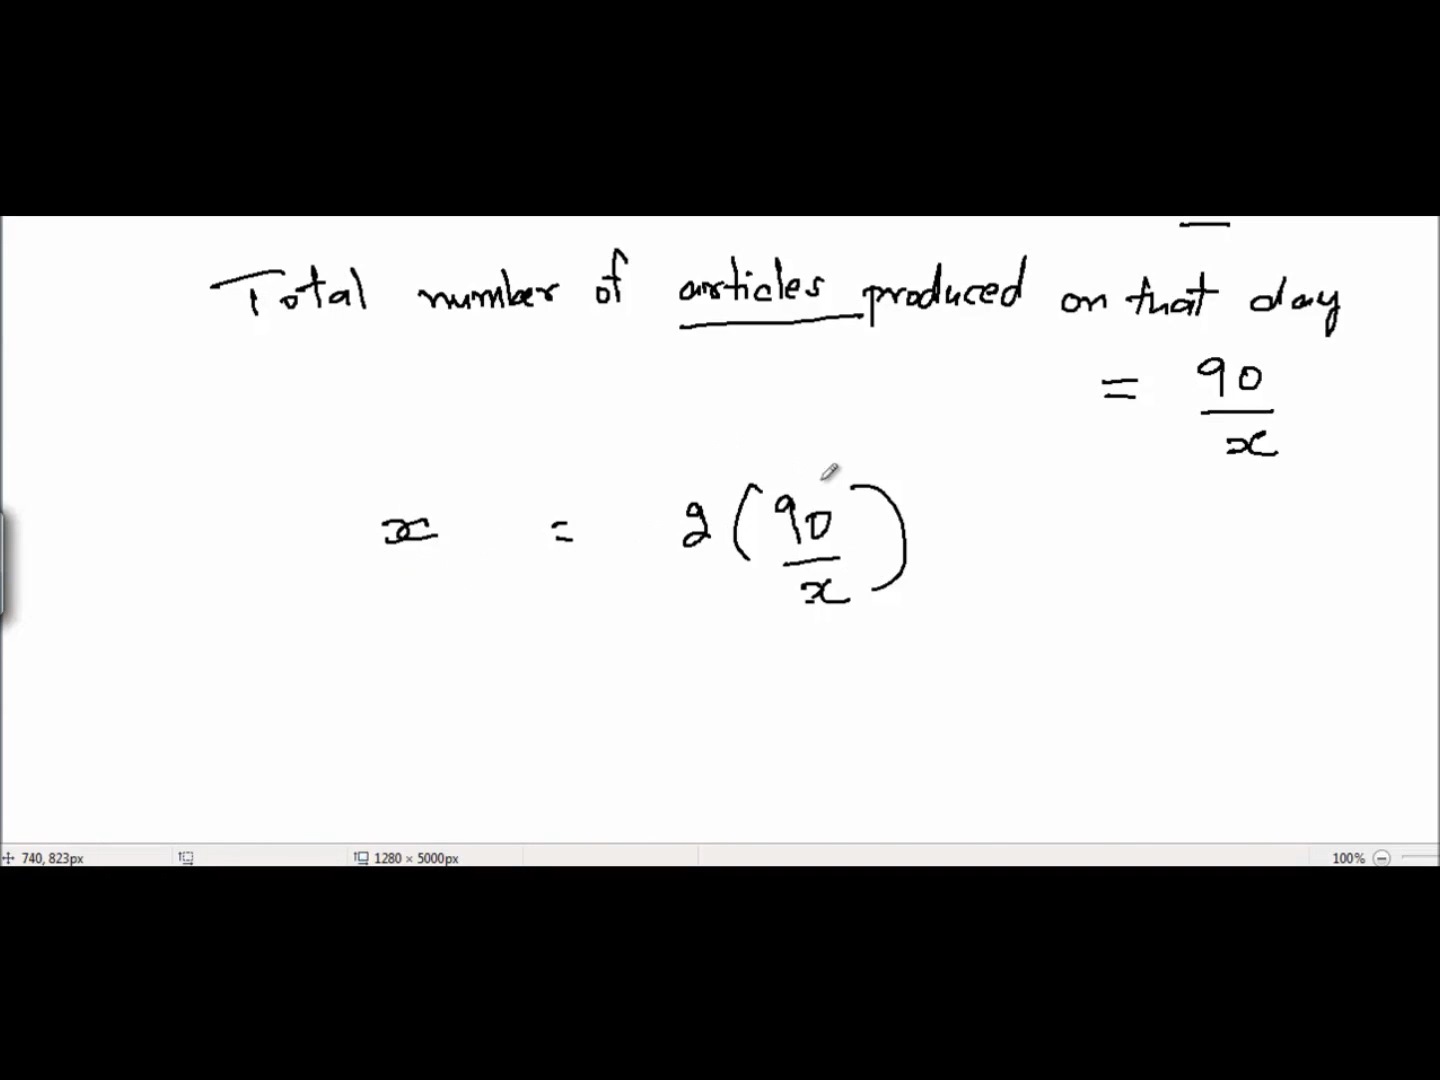 Total number of articles produced on that day
= 90/x
x = 2(90/x)
740, 823px 1280 × 5000px 100%